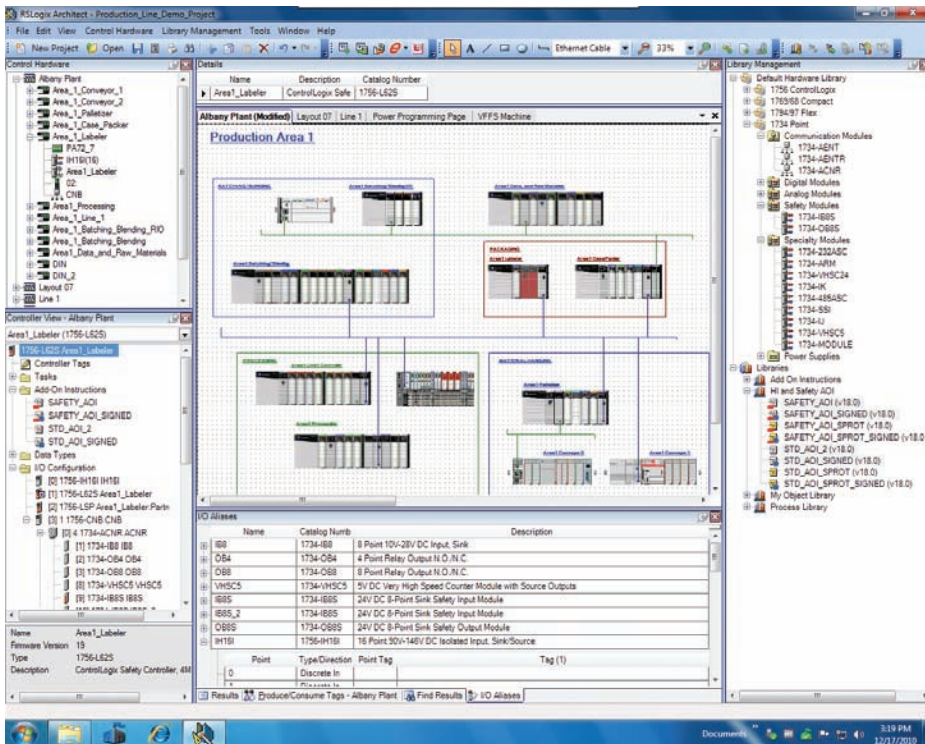 RSLogix Architect - Production_Line_Demo_Project
File Edit View Control Hardware Library Management Tools Window Help
New Project Open Ethernet Cable 33%
Control Hardware
Albany Plant
Area_1_Conveyor_1
Area_1_Conveyor_2
Area_1_Palletizer
Area_1_Case_Packer
Area_1_Labeler
PA72_7
IH16I(16)
Area1_Labeler
02:
CNB
Area1_Processing
Area_1_Line_1
Area_1_Batching_Blending_RIO
Area_1_Batching_Blending
Area1_Data_and_Raw_Materials
DIN
DIN_2
Layout 07
Line 1
Controller View - Albany Plant
Area1_Labeler (1756-L62S)
1756-L62S Area1_Labeler
Controller Tags
Tasks
Add-On Instructions
SAFETY_AOI
SAFETY_AOI_SIGNED
STD_AOI_2
STD_AOI_SIGNED
Data Types
I/O Configuration
[0] 1756-IH16I IH16I
[1] 1756-L62S Area1_Labeler
[2] 1756-LSP Area1_Labeler:Partn
[3] 1 1756-CNB CNB
[0] 4 1734-ACNR ACNR
[1] 1734-IB8 IB8
[2] 1734-OB4 OB4
[3] 1734-OB8 OB8
[8] 1734-VHSC5 VHSC5
[9] 1734-IB8S IB8S
Name Area1_Labeler
Firmware Version 19
Type 1756-L62S
Description ControlLogix Safety Controller, 4M
Details
Name Description Catalog Number
Area1_Labeler ControlLogix Safe 1756-L62S
Albany Plant (Modified) Layout 07 Line 1 Power Programming Page VFFS Machine
Production Area 1
PACKAGING
I/O Aliases
Name Catalog Numb Description
IB8 1734-IB8 8 Point 10V-28V DC Input, Sink
OB4 1734-OB4 4 Point Relay Output N.O./N.C.
OB8 1734-OB8 8 Point Relay Output N.O./N.C.
VHSC5 1734-VHSC5 5V DC Very High Speed Counter Module with Source Outputs
IB8S 1734-IB8S 24V DC 8-Point Sink Safety Input Module
IB8S_2 1734-IB8S 24V DC 8-Point Sink Safety Input Module
OB8S 1734-OB8S 24V DC 8-Point Sink Safety Output Module
IH16I 1756-IH16I 16 Point 90V-146V DC Isolated Input, Sink/Source
Point Type/Direction Point Tag Tag (1)
0 Discrete In
Results Produce/Consume Tags - Albany Plant Find Results I/O Aliases
Library Management
Default Hardware Library
1756 ControlLogix
1769/68 Compact
1794/97 Flex
1734 Point
Communication Modules
1734-AENT
1734-AENTR
1734-ACNR
Digital Modules
Analog Modules
Safety Modules
1734-IB8S
1734-OB8S
Specialty Modules
1734-232ASC
1734-ARM
1734-VHSC24
1734-IK
1734-485ASC
1734-SSI
1734-IJ
1734-VHSC5
1734-MODULE
Power Supplies
Libraries
Add On Instructions
HI and Safety AOI
SAFETY_AOI (v18.0)
SAFETY_AOI_SIGNED (v18.0)
SAFETY_AOI_SPROT (v18.0)
SAFETY_AOI_SPROT_SIGNED (v18.0
STD_AOI_2 (v18.0)
STD_AOI_SIGNED (v18.0)
STD_AOI_SPROT (v18.0)
STD_AOI_SPROT_SIGNED (v18.0)
My Object Library
Process Library
Documents
3:19 PM
12/17/2010